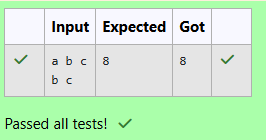 Input Expected Got
a b c 8 8
b c
Passed all tests!